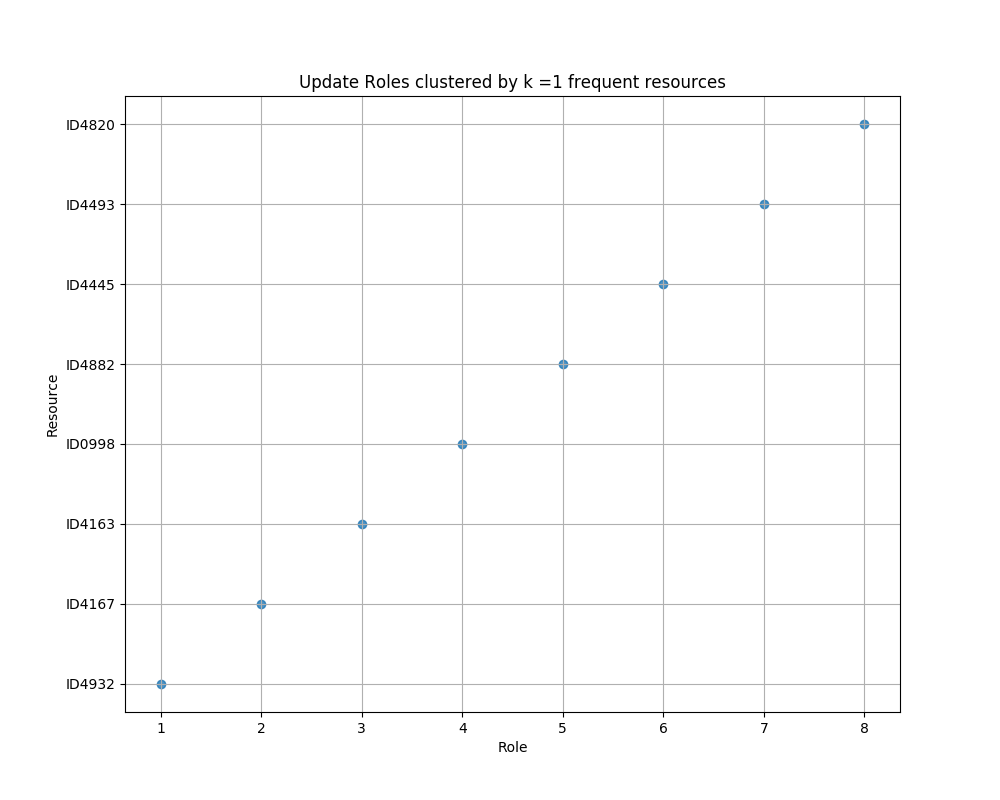 Update Roles clustered by k =1 frequent resources
ID4820
ID4493
ID4445
ID4882
ID0998
ID4163
ID4167
ID4932
Resource
1 2 3 4 5 6 7 8
Role